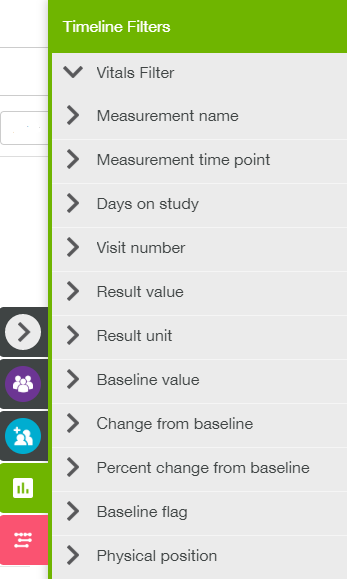 Timeline Filters
Vitals Filter
Measurement name
Measurement time point
Days on study
Visit number
Result value
Result unit
Baseline value
Change from baseline
Percent change from baseline
Baseline flag
Physical position